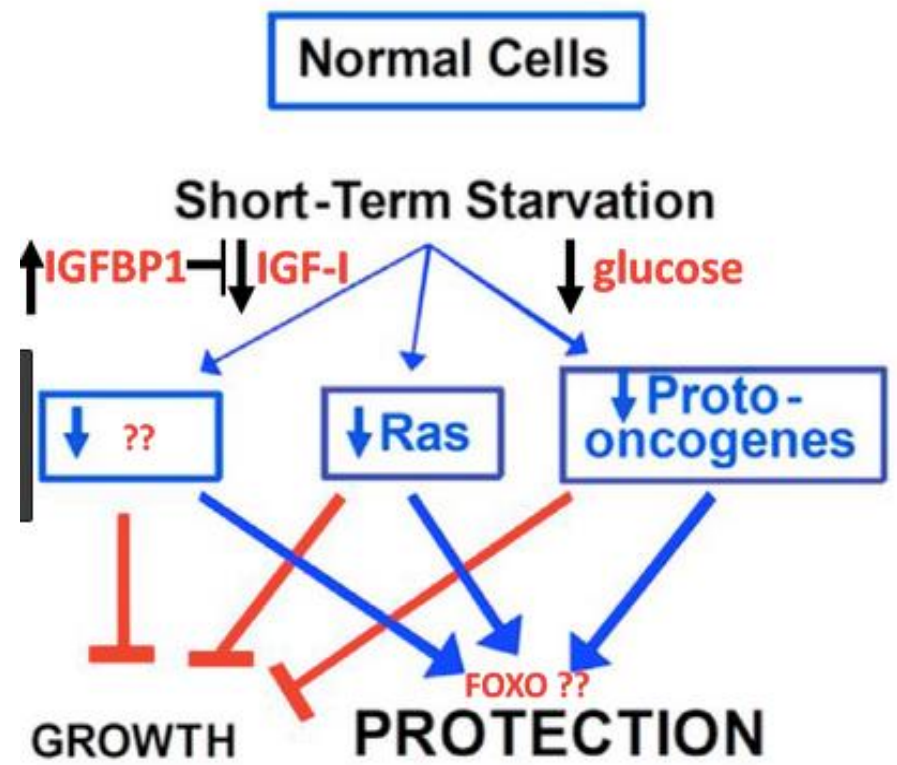 Normal Cells
Short-Term Starvation
IGFBP1 IGF-I glucose
??
Ras
Proto-
oncogenes
FOXO ??
GROWTH PROTECTION